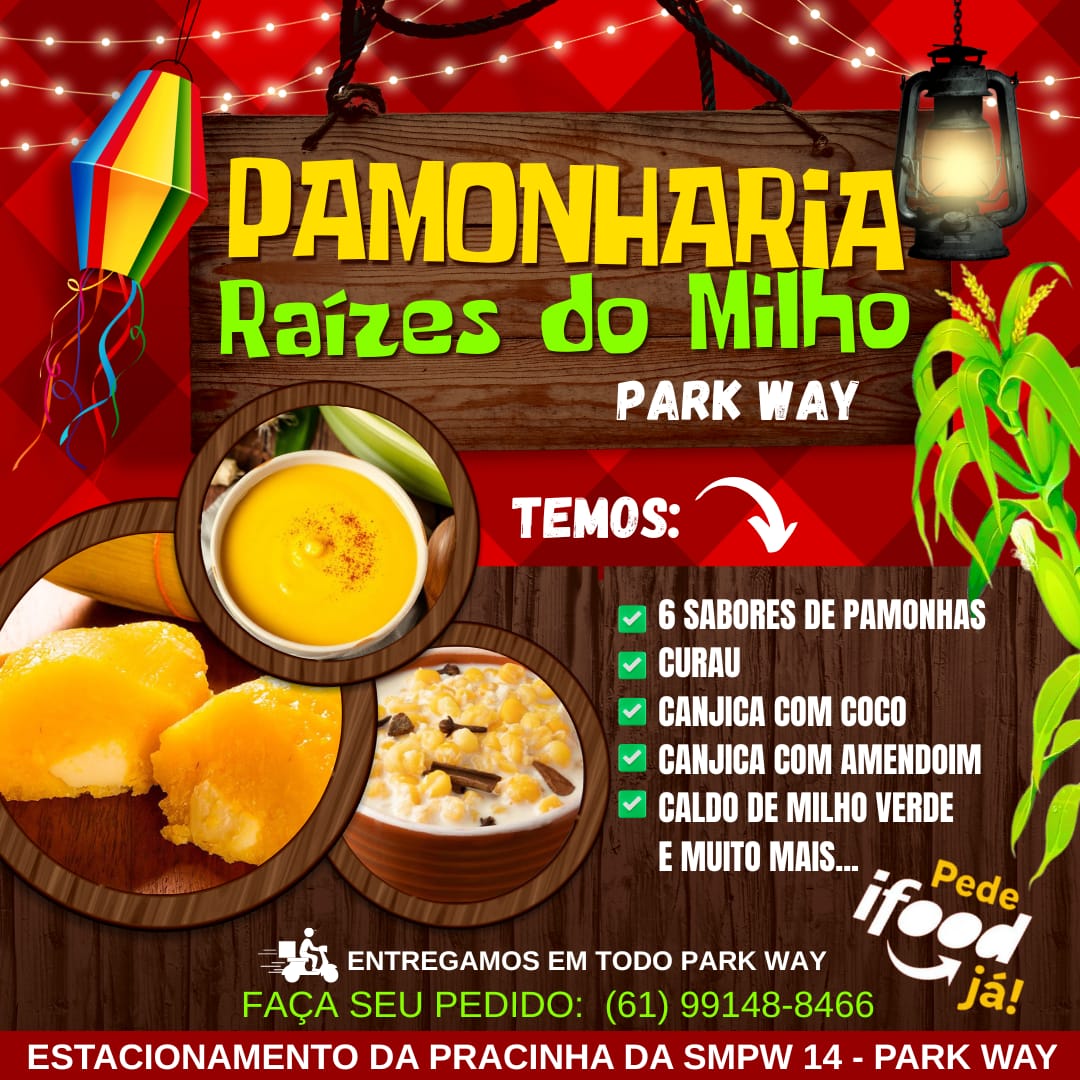 PAMONHARIA
Raízes do Milho
PARK WAY
TEMOS:
6 SABORES DE PAMONHAS
CURAU
CANJICA COM COCO
CANJICA COM AMENDOIM
CALDO DE MILHO VERDE
E MUITO MAIS...
Pede
ifood
já!
ENTREGAMOS EM TODO PARK WAY
FAÇA SEU PEDIDO: (61) 99148-8466
ESTACIONAMENTO DA PRACINHA DA SMPW 14 - PARK WAY